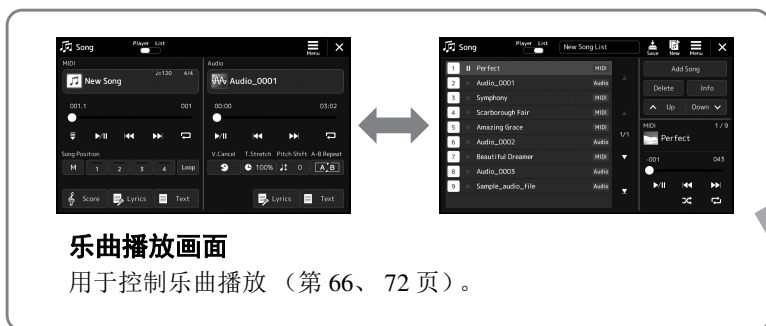 Song
Player List
Menu
MIDI
♩=120 4/4
New Song
001.1 001
Song Position
M 1 2 3 4 Loop
Score Lyrics Text
Audio
Audio_0001
00:00 03:02
V.Cancel T.Stretch Pitch Shift A-B Repeat
100% 0 A B
Lyrics Text
Song
Player List
New Song List
Save New Menu
1 Perfect MIDI
2 Audio_0001 Audio
3 Symphony MIDI
4 Scarborough Fair MIDI
5 Amazing Grace MIDI
6 Audio_0002 Audio
7 Beautiful Dreamer MIDI
8 Audio_0003 Audio
9 Sample_audio_file Audio
1/1
Add Song
Delete Info
Up Down
MIDI 1/9
Perfect
-001 043
乐曲播放画面
用于控制乐曲播放 （第 66、 72 页）。